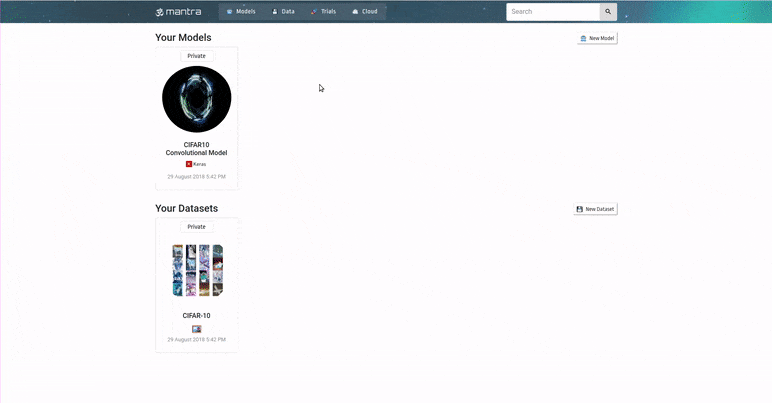 mantra
Models
Data
Trials
Cloud
Search
Your Models
New Model
Private
CIFAR10
Convolutional Model
Keras
29 August 2018 5:42 PM
Your Datasets
New Dataset
Private
CIFAR-10
29 August 2018 5:42 PM